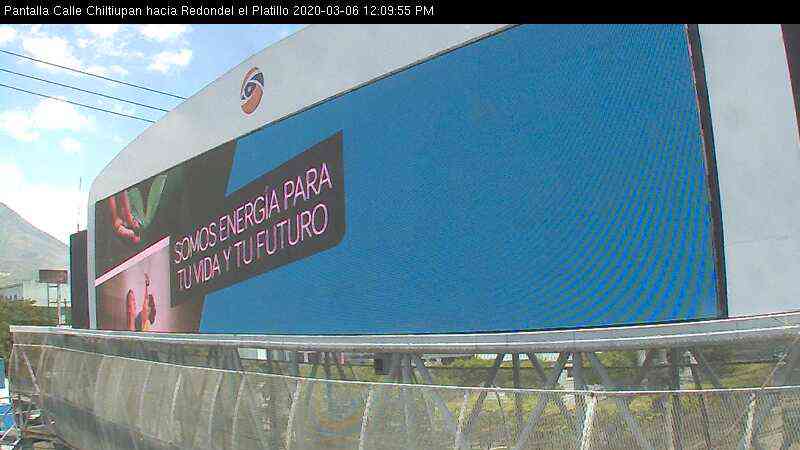 Pantalla Calle Chiltiupan hacia Redondel el Platillo 2020-03-06 12:09:55 PM
SOMOS ENERGÍA PARA
TU VIDA Y TU FUTURO